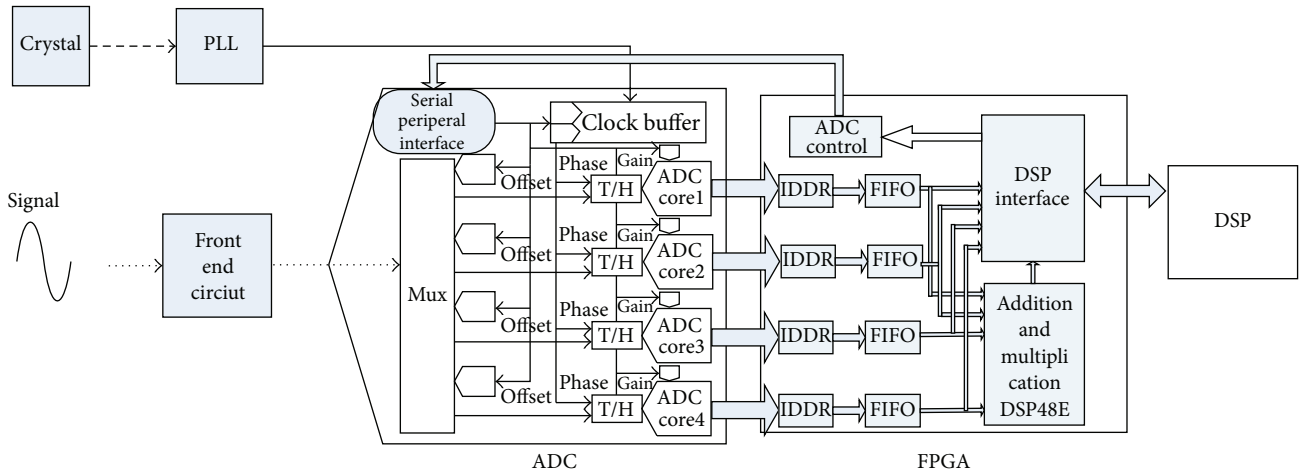 Crystal
PLL
Serial
periperal
interface
Clock buffer
ADC
control
DSP
interface
DSP
Signal
Front
end
circiut
Mux
Phase
Gain
Offset
T/H
ADC
core1
IDDR
FIFO
Phase
Gain
Offset
T/H
ADC
core2
IDDR
FIFO
Phase
Gain
Offset
T/H
ADC
core3
IDDR
FIFO
Phase
Gain
Offset
T/H
ADC
core4
IDDR
FIFO
Addition
and
multipli
cation
DSP48E
ADC
FPGA